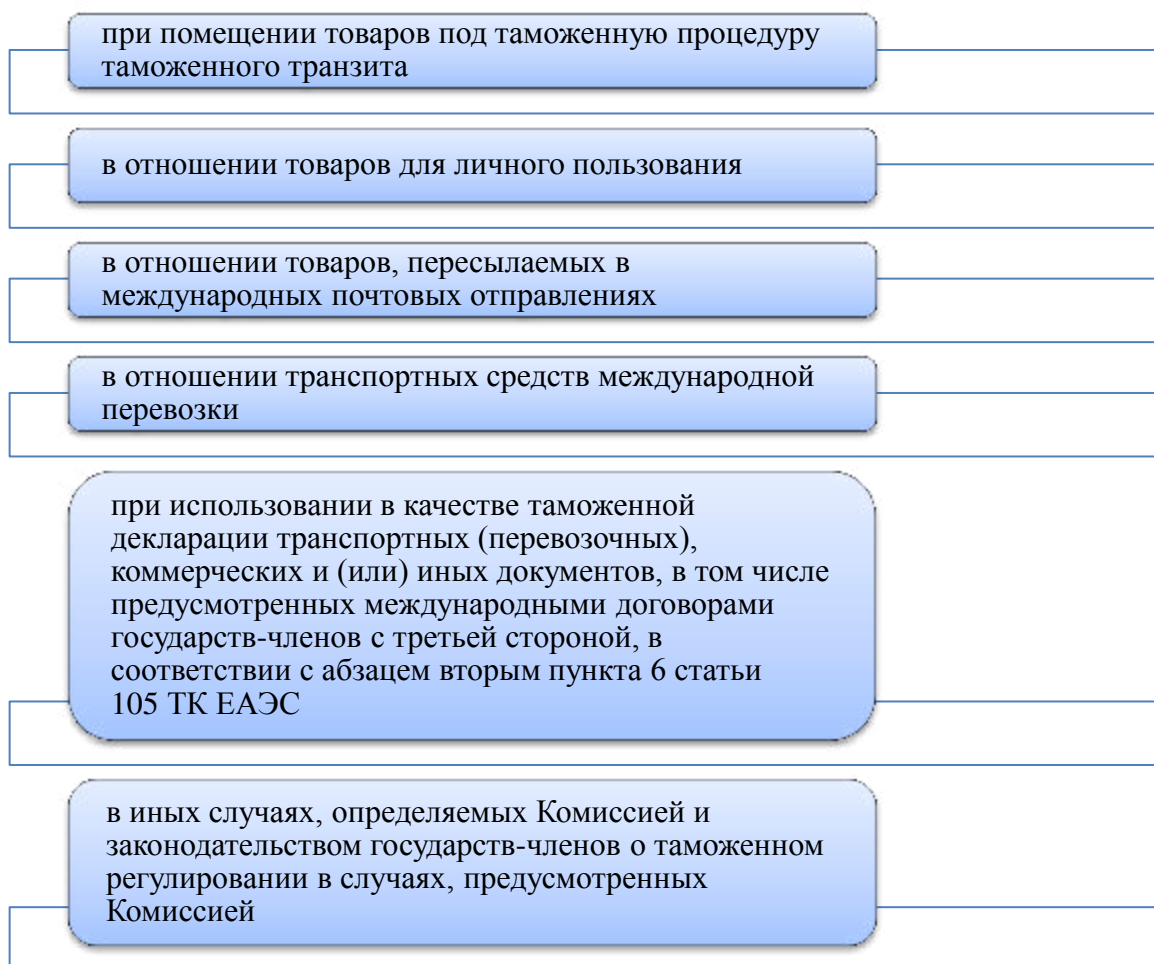 при помещении товаров под таможенную процедуру
таможенного транзита
в отношении товаров для личного пользования
в отношении товаров, пересылаемых в
международных почтовых отправлениях
в отношении транспортных средств международной
перевозки
при использовании в качестве таможенной
декларации транспортных (перевозочных),
коммерческих и (или) иных документов, в том числе
предусмотренных международными договорами
государств-членов с третьей стороной, в
соответствии с абзацем вторым пункта 6 статьи
105 ТК ЕАЭС
в иных случаях, определяемых Комиссией и
законодательством государств-членов о таможенном
регулировании в случаях, предусмотренных
Комиссией